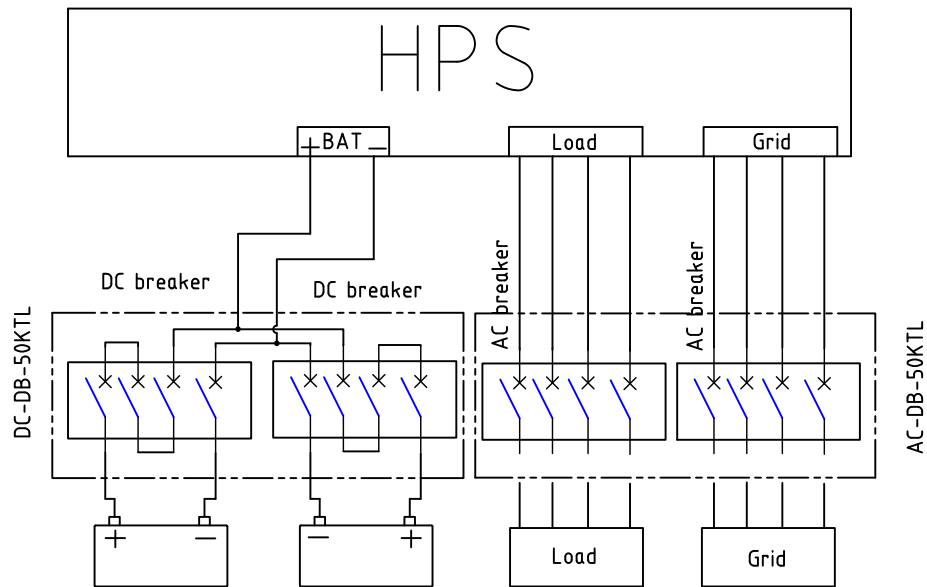 HPS
+ BAT −
Load
Grid
DC breaker
DC breaker
AC breaker
AC breaker
DC-DB-50KTL
AC-DB-50KTL
+ −
− +
Load
Grid